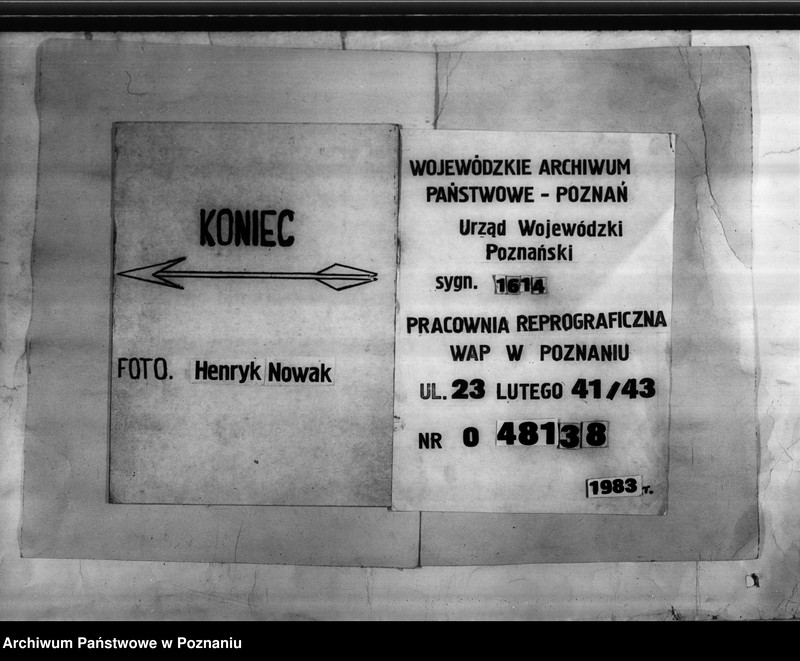 KONIEC
FOTO. Henryk Nowak
WOJEWÓDZKIE ARCHIWUM
PAŃSTWOWE - POZNAŃ
Urząd Wojewódzki
Poznański
sygn. 1614
PRACOWNIA REPROGRAFICZNA
WAP W POZNANIU
UL. 23 LUTEGO 41/43
NR 0 48138
1983 r.
Archiwum Państwowe w Poznaniu